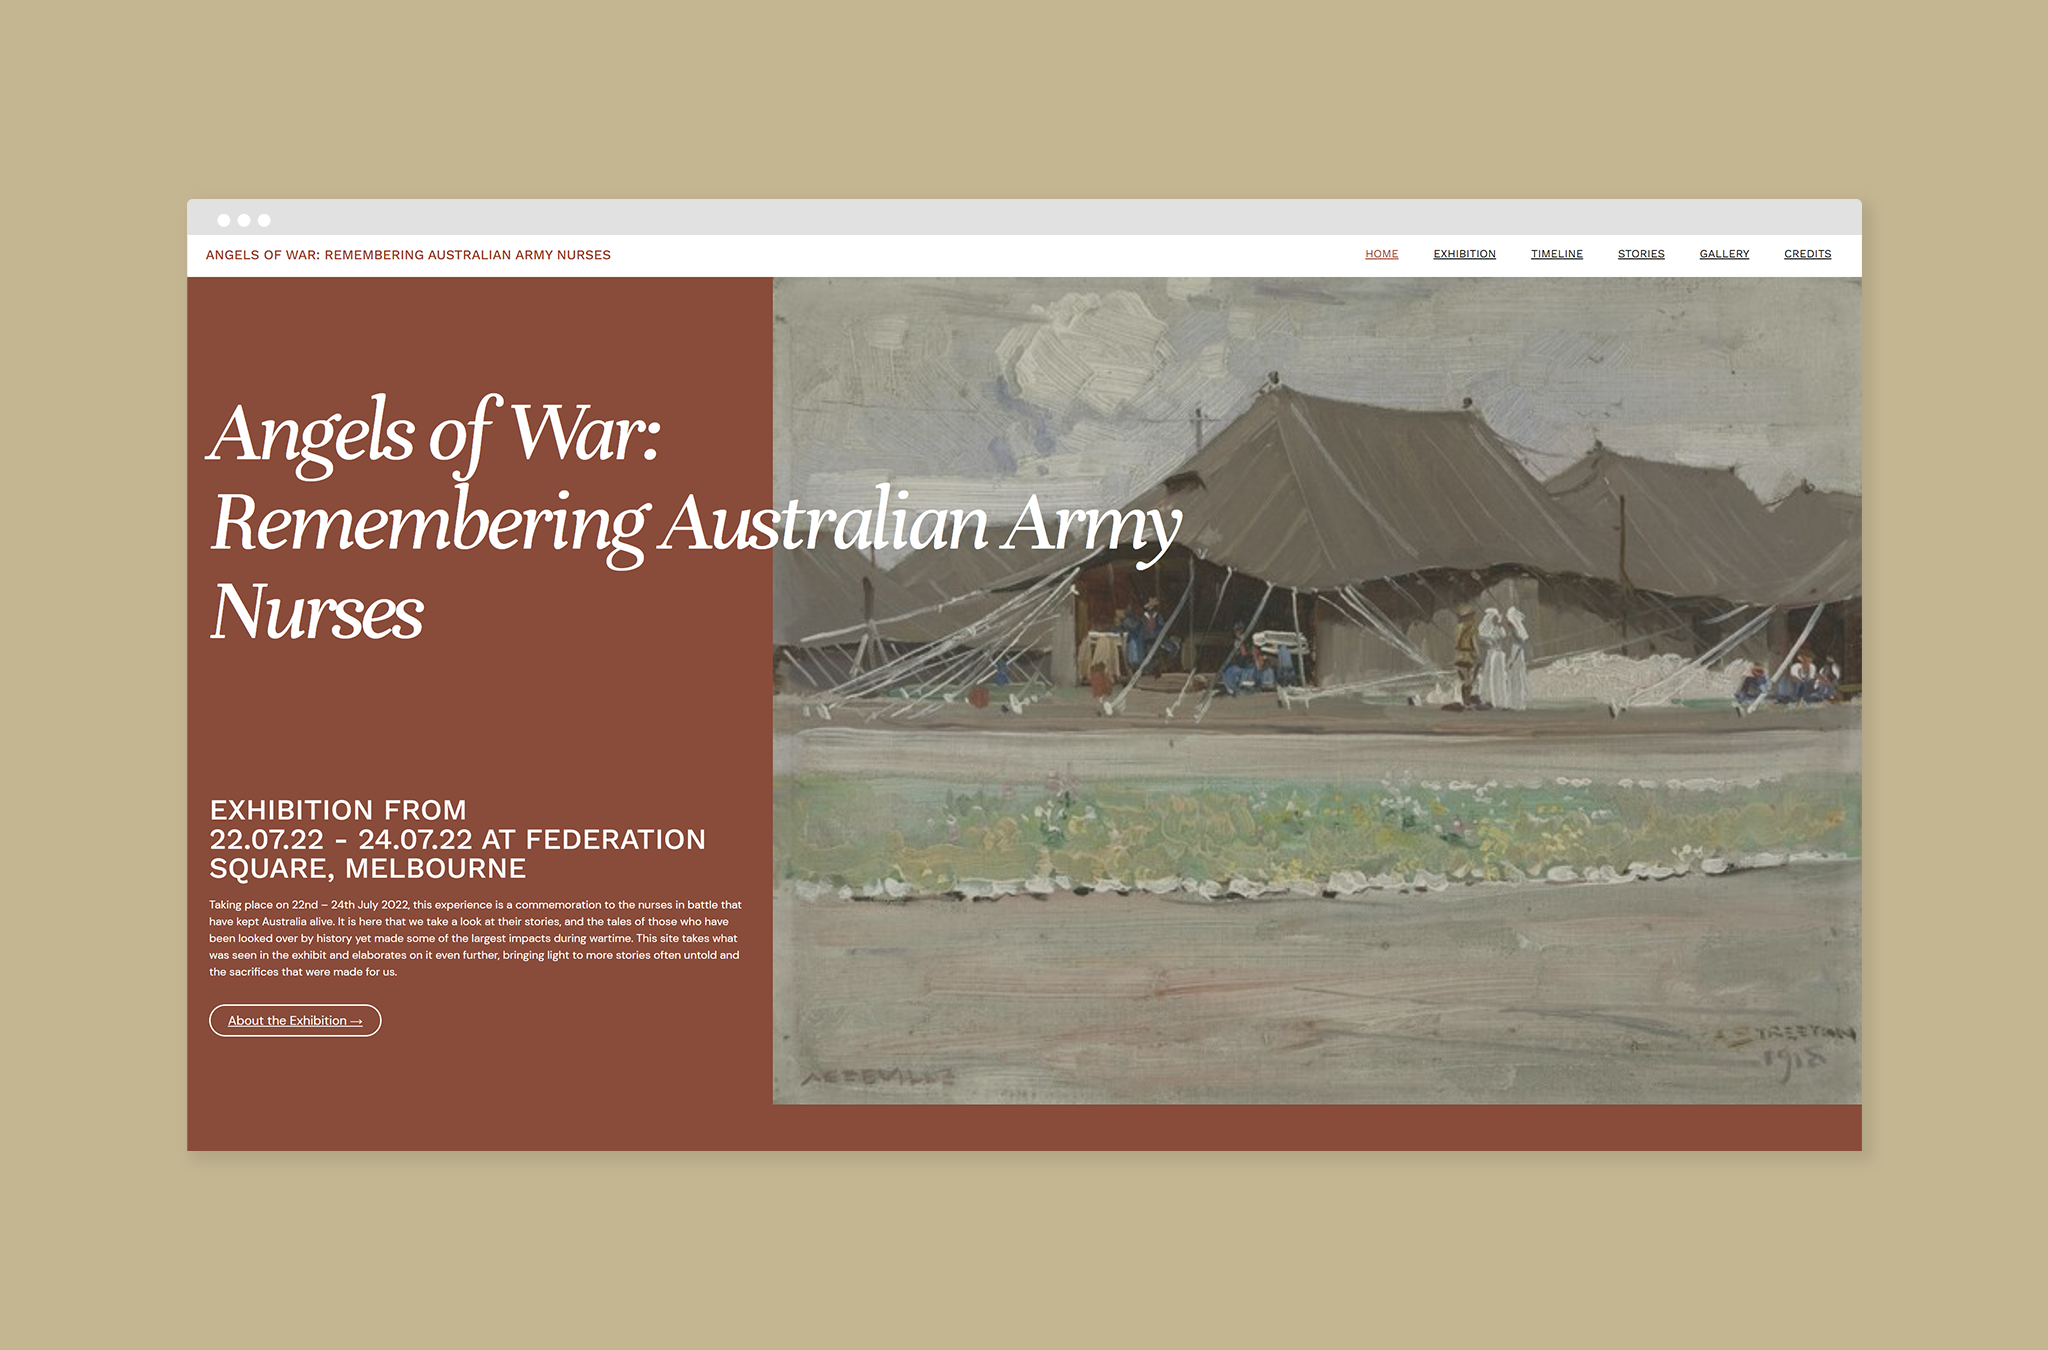 ANGELS OF WAR: REMEMBERING AUSTRALIAN ARMY NURSES
HOME EXHIBITION TIMELINE STORIES GALLERY CREDITS
Angels of War:
Remembering Australian Army
Nurses
EXHIBITION FROM
22.07.22 - 24.07.22 AT FEDERATION
SQUARE, MELBOURNE
Taking place on 22nd – 24th July 2022, this experience is a commemoration to the nurses in battle that
have kept Australia alive. It is here that we take a look at their stories, and the tales of those who have
been looked over by history yet made some of the largest impacts during wartime. This site takes what
was seen in the exhibit and elaborates on it even further, bringing light to more stories often untold and
the sacrifices that were made for us.
About the Exhibition →
1918